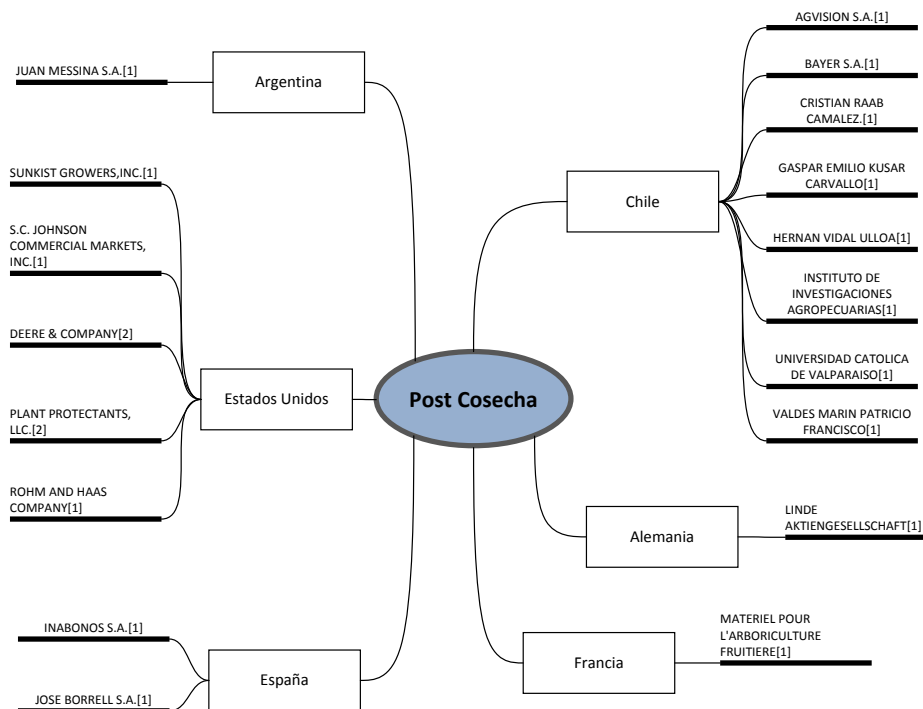 JUAN MESSINA S.A.[1]
Argentina
SUNKIST GROWERS,INC.[1]
S.C. JOHNSON
COMMERCIAL MARKETS,
INC.[1]
DEERE & COMPANY[2]
PLANT PROTECTANTS,
LLC.[2]
ROHM AND HAAS
COMPANY[1]
Estados Unidos
INABONOS S.A.[1]
JOSE BORRELL S.A.[1]
España
Post Cosecha
Chile
AGVISION S.A.[1]
BAYER S.A.[1]
CRISTIAN RAAB
CAMALEZ.[1]
GASPAR EMILIO KUSAR
CARVALLO[1]
HERNAN VIDAL ULLOA[1]
INSTITUTO DE
INVESTIGACIONES
AGROPECUARIAS[1]
UNIVERSIDAD CATOLICA
DE VALPARAISO[1]
VALDES MARIN PATRICIO
FRANCISCO[1]
Alemania
LINDE
AKTIENGESELLSCHAFT[1]
Francia
MATERIEL POUR
L'ARBORICULTURE
FRUITIERE[1]